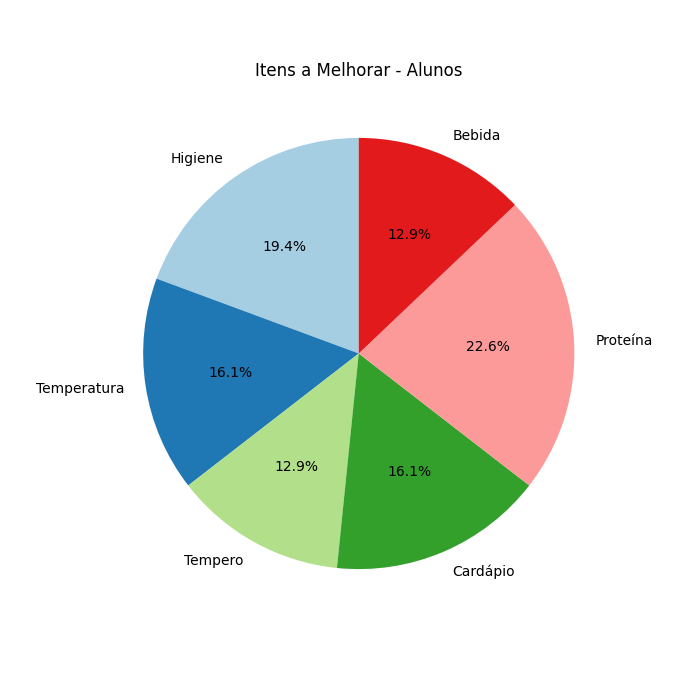 Itens a Melhorar - Alunos
Bebida
Higiene
12.9%
19.4%
Proteína
22.6%
16.1%
Temperatura
12.9%
16.1%
Tempero
Cardápio